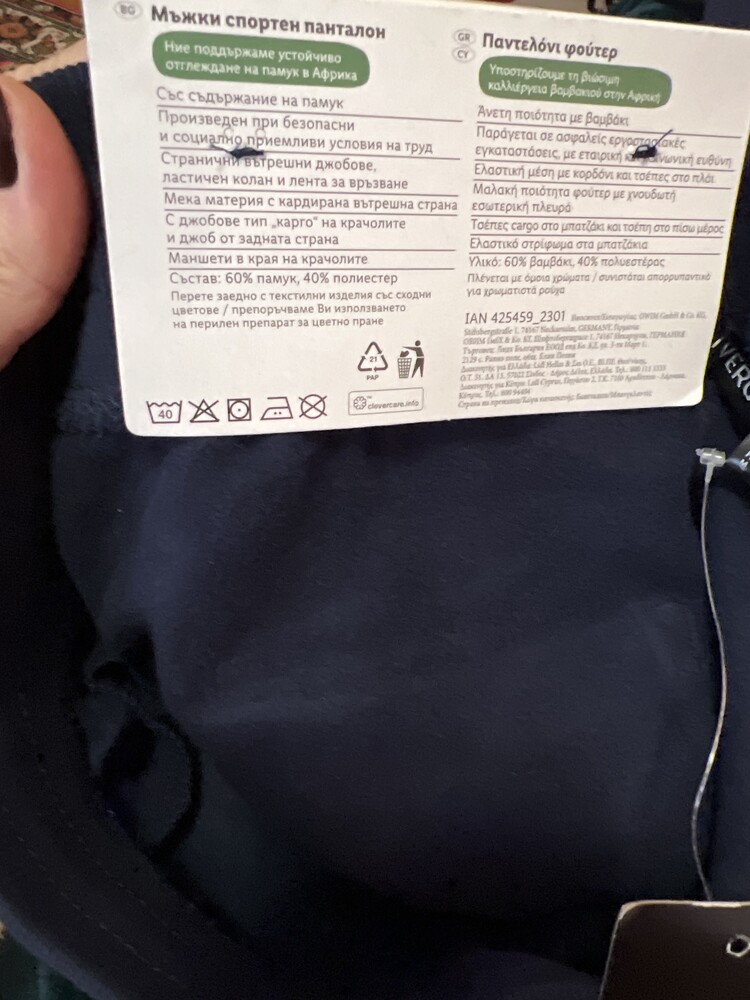 BG
Мъжки спортен панталон
Ние поддържаме устойчиво
отглеждане на памук в Африка
Със съдържание на памук
Произведен при безопасни
и социално приемливи условия на труд
Странични вътрешни джобове,
ластичен колан и лента за връзване
Мека материя с кардирана вътрешна страна
С джобове тип „карго" на крачолите
и джоб от задната страна
Маншети в края на крачолите
Състав: 60% памук, 40% полиестер
Перете заедно с текстилни изделия със сходни
цветове / препоръчваме Ви използването
на перилен препарат за цветно пране
21
PAP
40
clevercare.info
GR
CY
Παντελόνι φούτερ
Υποστηρίζουμε τη βιώσιμη
καλλιέργεια βαμβακιού στην Αφρική
Άνετη ποιότητα με βαμβάκι
Παράγεται σε ασφαλείς εργοστασιακές
εγκαταστάσεις, με εταιρική κοινωνική ευθύνη
Ελαστική μέση με κορδόνι και τσέπες στο πλάι
Μαλακή ποιότητα φούτερ με χνουδωτή
εσωτερική πλευρά
Τσέπες cargo στο μπατζάκι και τσέπη στο πίσω μέρος
Ελαστικό στρίφωμα στα μπατζάκια
Υλικό: 60% βαμβάκι, 40% πολυεστέρας
Πλένεται με όμοια χρώματα / συνιστάται απορρυπαντικό
για χρωματιστά ρούχα
IAN 425459_2301